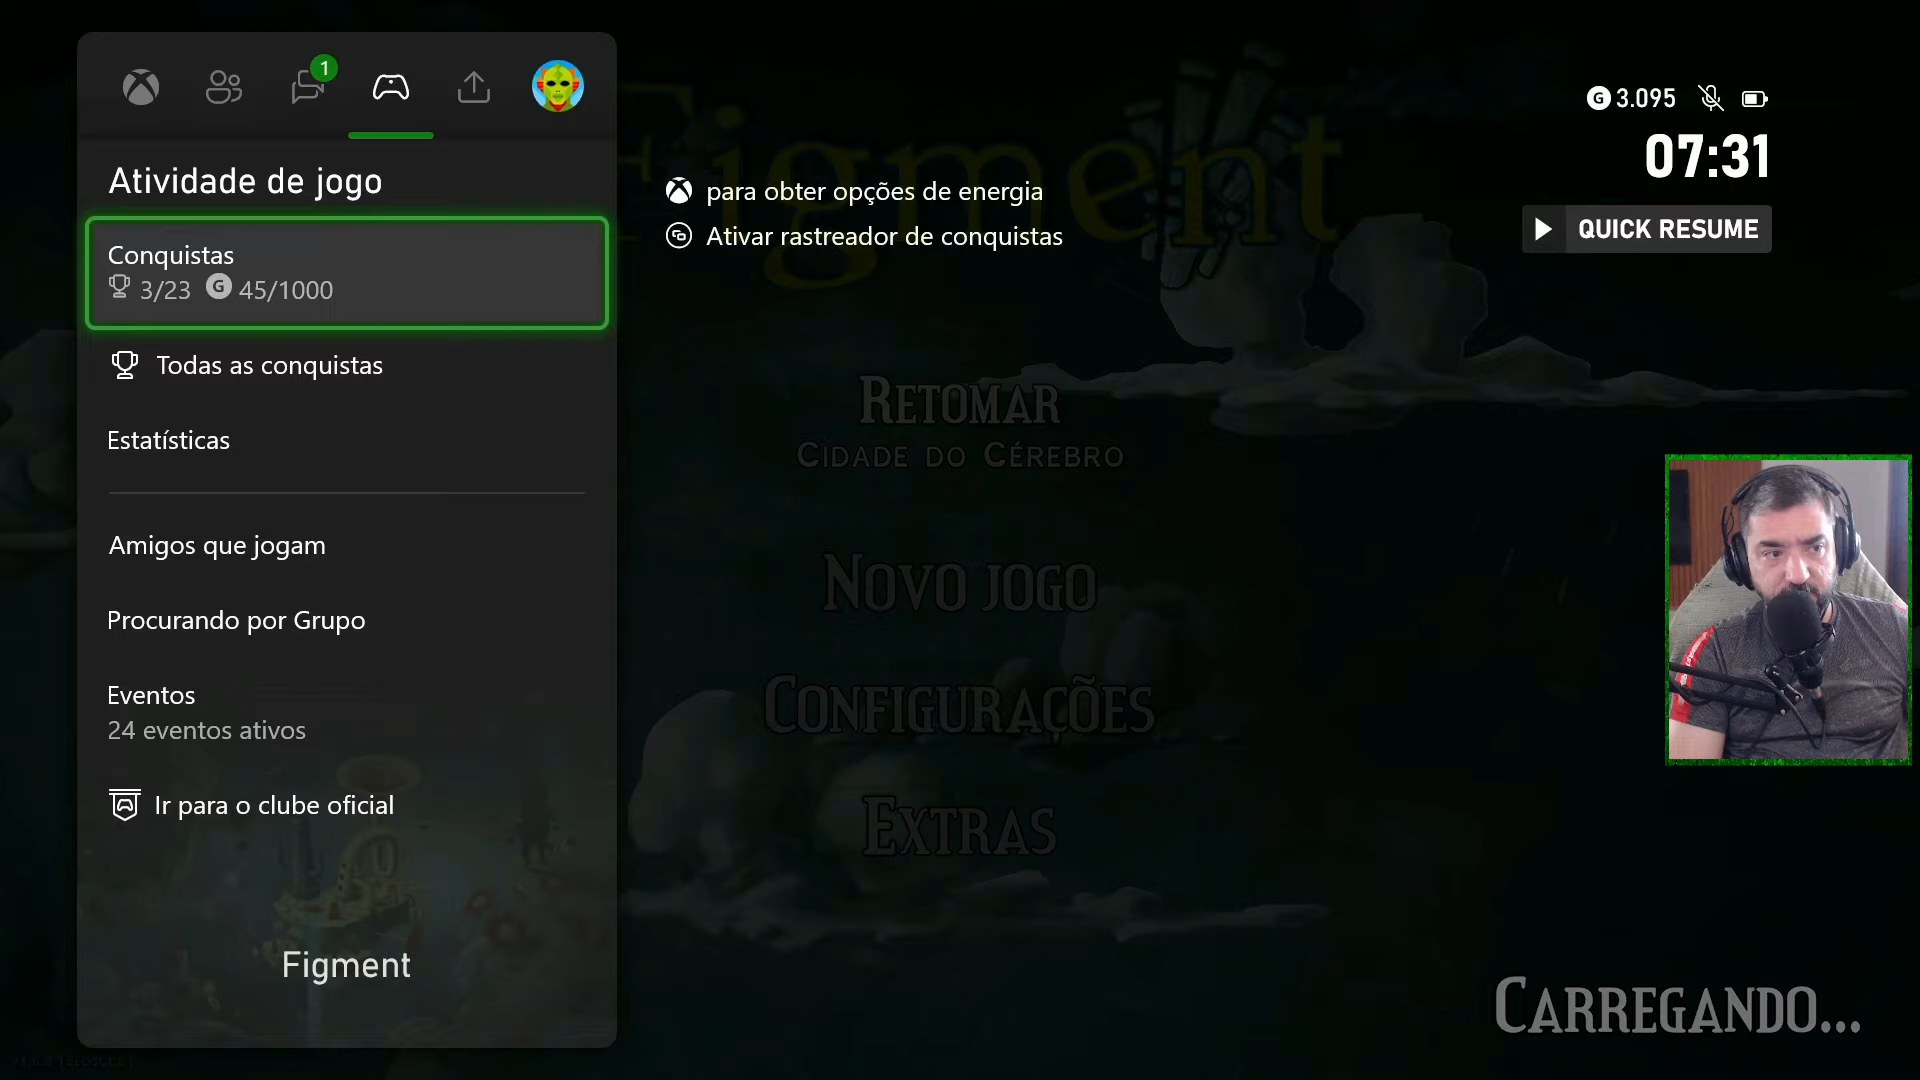 1
Atividade de jogo
Conquistas
3/23 G 45/1000
Todas as conquistas
Estatísticas
Amigos que jogam
Procurando por Grupo
Eventos
24 eventos ativos
Ir para o clube oficial
Figment
Figment
para obter opções de energia
Ativar rastreador de conquistas
Retomar
Cidade do Cérebro
Novo jogo
Configurações
Extras
G 3.095
07:31
QUICK RESUME
Carregando...